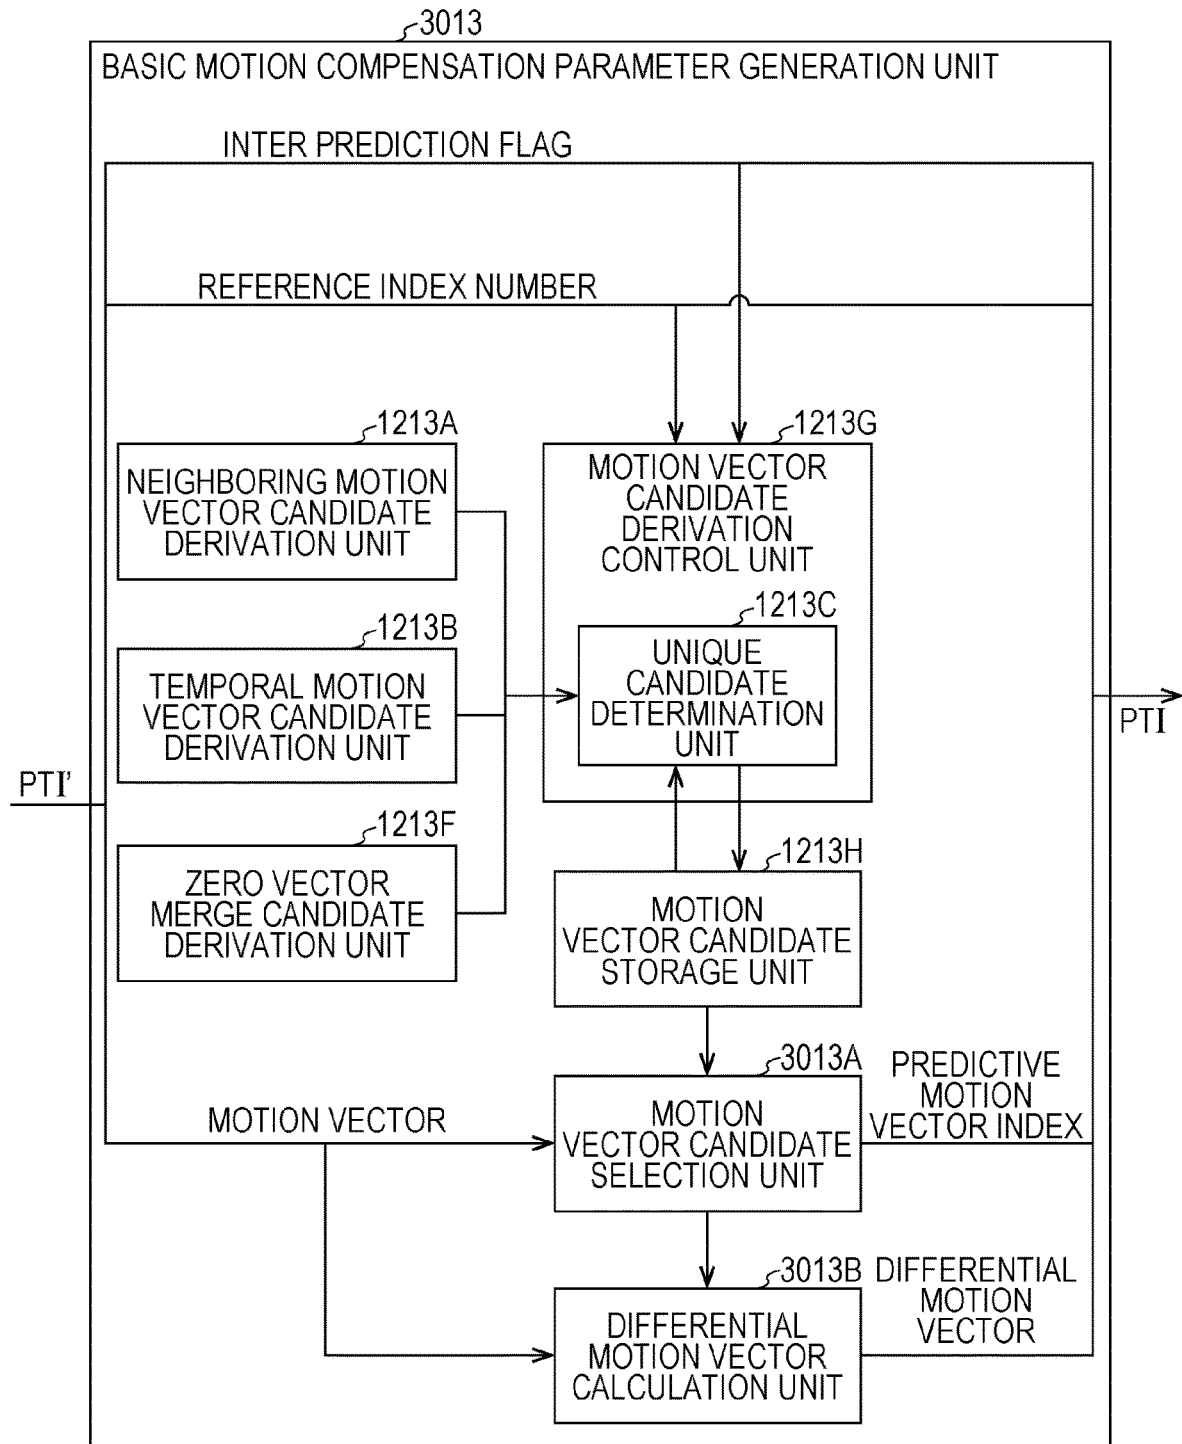 3013
BASIC MOTION COMPENSATION PARAMETER GENERATION UNIT
INTER PREDICTION FLAG
REFERENCE INDEX NUMBER
1213A
NEIGHBORING MOTION
VECTOR CANDIDATE
DERIVATION UNIT
1213G
MOTION VECTOR
CANDIDATE
DERIVATION
CONTROL UNIT
1213B
TEMPORAL MOTION
VECTOR CANDIDATE
DERIVATION UNIT
1213C
UNIQUE
CANDIDATE
DETERMINATION
UNIT
PTI
PTI'
1213F
ZERO VECTOR
MERGE CANDIDATE
DERIVATION UNIT
1213H
MOTION
VECTOR CANDIDATE
STORAGE UNIT
MOTION VECTOR
3013A
MOTION
VECTOR CANDIDATE
SELECTION UNIT
PREDICTIVE
MOTION
VECTOR INDEX
3013B
DIFFERENTIAL
MOTION VECTOR
CALCULATION UNIT
DIFFERENTIAL
MOTION
VECTOR